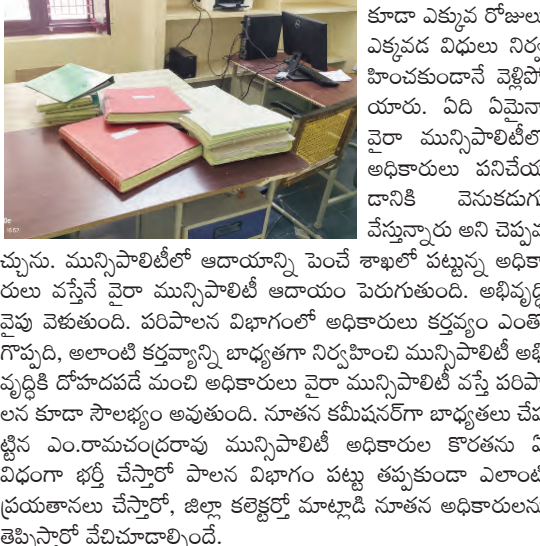 కూడా ఎక్కువ రోజులు
ఎక్కవడ విధులు నిర్వ
హించకుండానే వెళ్లిపో
యారు. ఏది ఏమైనా
వైరా మున్సిపాలిటీలో
అధికారులు పనిచేయ
డానికి వెనుకడుగు
వేస్తున్నారు అని చెప్పవ
చ్చును. మున్సిపాలిటీలో ఆదాయాన్ని పెంచే శాఖలో పట్టున్న అధికా
రులు వస్తేనే వైరా మున్సిపాలిటీ ఆదాయం పెరుగుతుంది. అభివృద్ధి
వైపు వెళుతుంది. పరిపాలన విభాగంలో అధికారులు కర్తవ్యం ఎంతో
గొప్పది, అలాంటి కర్తవ్యాన్ని బాధ్యతగా నిర్వహించి మున్సిపాలిటీ అభి
వృద్ధికి దోహదపడే మంచి అధికారులు వైరా మున్సిపాలిటీ వస్తే పరిపా
లన కూడా సౌలభ్యం అవుతుంది. నూతన కమీషనర్‌గా బాధ్యతలు చేప
ట్టిన ఎం.రామచంద్రరావు మున్సిపాలిటీ అధికారుల కొరతను ఏ
విధంగా భర్తీ చేస్తారో పాలన విభాగం పట్టు తప్పకుండా ఎలాంటి
ప్రయతానలు చేస్తారో, జిల్లా కలెక్టర్తో మాట్లాడి నూతన అధికారులను
తెప్పిస్తారో వేచిచూడాల్సిందే.